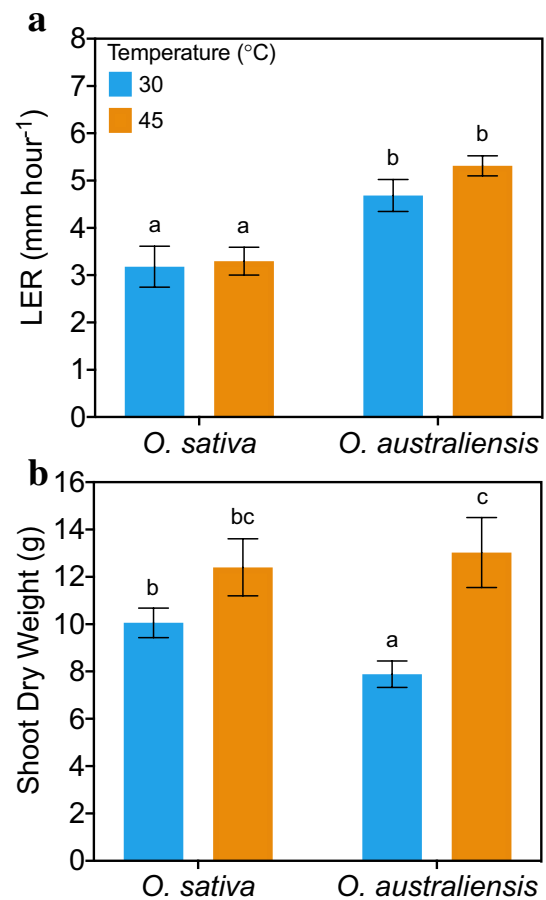 a
Temperature (°C)
30
45
8
7
6
5
4
3
2
1
0
LER (mm hour⁻¹)
a
a
b
b
O. sativa
O. australiensis
b
16
14
12
10
8
6
4
2
0
Shoot Dry Weight (g)
b
bc
a
c
O. sativa
O. australiensis